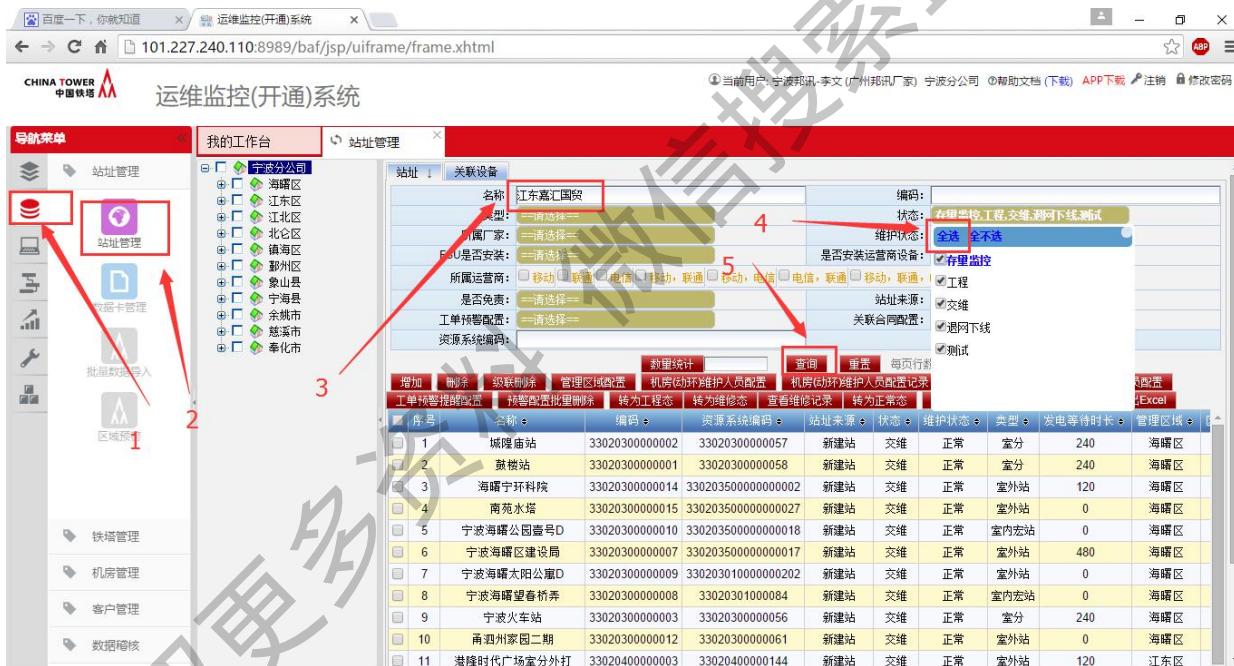 百度一下，你就知道
运维监控(开通)系统
101.227.240.110:8989/baf/jsp/uiframe/frame.xhtml
ABP
CHINA TOWER
中国铁塔
运维监控(开通)系统
当前用户: 宁波邦讯-李文 (广州邦讯厂家) 宁波分公司 帮助文档 (下载) APP下载 注销 修改密码
导航菜单
我的工作台
站址管理
站址管理
站址管理
数据卡管理
批量数据导入
区域预警
铁塔管理
机房管理
客户管理
数据稽核
宁波分公司
海曙区
江东区
江北区
北仑区
镇海区
鄞州区
象山县
宁海县
余姚市
慈溪市
奉化市
1
2
3
4
5
站址 关联设备
名称: 江东嘉汇国贸 编码:
类型: ==请选择== 状态: 存量监控,工程,交维,退网下线,测试
所属厂家: ==请选择== 维护状态:
FSU是否安装: ==请选择== 是否安装运营商设备:
所属运营商: 移动 联通 电信 移动，联通 移动，电信 电信，联通 移动，联通，
是否免责: ==请选择== 站址来源:
工单预警配置: ==请选择== 关联合同配置:
资源系统编码:
全选 全不选
存量监控
工程
交维
退网下线
测试
数里统计 查询 重置 每页行数
增加 删除 级联删除 管理区域配置 机房(动环)维护人员配置 机房(动环)维护人员配置记录 员配置
工单预警提醒配置 预警配置批量删除 转为工程态 转为维修态 查看维修记录 转为正常态 出Excel
序号 名称 编码 资源系统编码 站址来源 状态 维护状态 类型 发电等待时长 管理区域
1 城隍庙站 33020300000002 33020300000057 新建站 交维 正常 室分 240 海曙区
2 鼓楼站 33020300000001 33020300000058 新建站 交维 正常 室分 240 海曙区
3 海曙宁环科院 33020300000014 330203500000000002 新建站 交维 正常 室外站 120 海曙区
4 南苑水塔 33020300000015 330203500000000027 新建站 交维 正常 室外站 0 海曙区
5 宁波海曙公园壹号D 33020300000010 330203500000000018 新建站 交维 正常 室内宏站 0 海曙区
6 宁波海曙区建设局 33020300000007 330203500000000017 新建站 交维 正常 室外站 480 海曙区
7 宁波海曙太阳公寓D 33020300000009 330203010000000202 新建站 交维 正常 室外站 0 海曙区
8 宁波海曙望春桥弄 33020300000008 33020301000084 新建站 交维 正常 室内宏站 0 海曙区
9 宁波火车站 33020300000003 33020300000056 新建站 交维 正常 室分 240 海曙区
10 甬泗州家园二期 33020300000012 33020300000061 新建站 交维 正常 室外站 0 海曙区
11 港隆时代广场室分外打 33020400000003 33020400000144 新建站 交维 正常 室外站 120 江东区